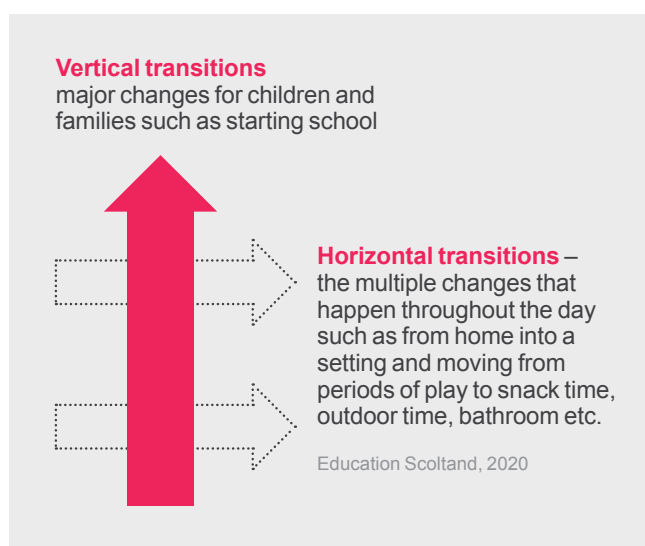 Vertical transitions
major changes for children and
families such as starting school
Horizontal transitions –
the multiple changes that
happen throughout the day
such as from home into a
setting and moving from
periods of play to snack time,
outdoor time, bathroom etc.
Education Scoltand, 2020